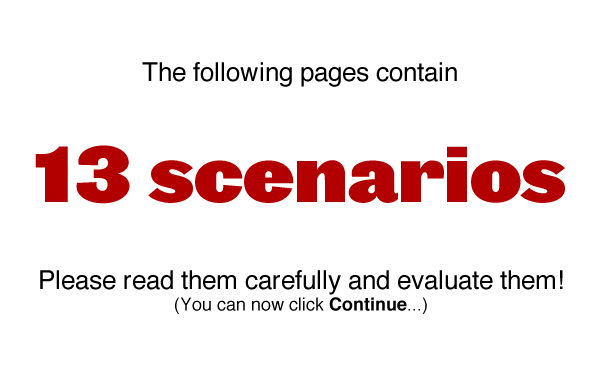 The following pages contain
13 scenarios
Please read them carefully and evaluate them!
(You can now click Continue...)